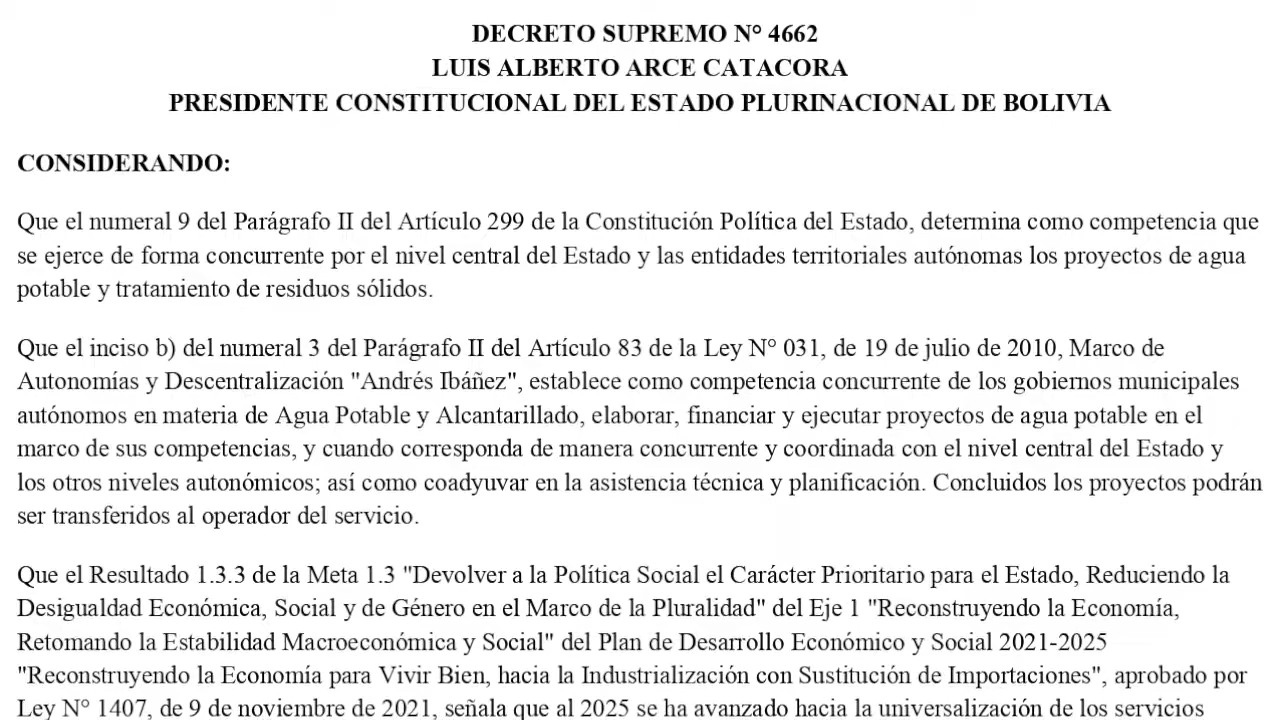 DECRETO SUPREMO N° 4662
LUIS ALBERTO ARCE CATACORA
PRESIDENTE CONSTITUCIONAL DEL ESTADO PLURINACIONAL DE BOLIVIA
CONSIDERANDO:
Que el numeral 9 del Parágrafo II del Artículo 299 de la Constitución Política del Estado, determina como competencia que
se ejerce de forma concurrente por el nivel central del Estado y las entidades territoriales autónomas los proyectos de agua
potable y tratamiento de residuos sólidos.
Que el inciso b) del numeral 3 del Parágrafo II del Artículo 83 de la Ley N° 031, de 19 de julio de 2010, Marco de
Autonomías y Descentralización "Andrés Ibáñez", establece como competencia concurrente de los gobiernos municipales
autónomos en materia de Agua Potable y Alcantarillado, elaborar, financiar y ejecutar proyectos de agua potable en el
marco de sus competencias, y cuando corresponda de manera concurrente y coordinada con el nivel central del Estado y
los otros niveles autonómicos; así como coadyuvar en la asistencia técnica y planificación. Concluidos los proyectos podrán
ser transferidos al operador del servicio.
Que el Resultado 1.3.3 de la Meta 1.3 "Devolver a la Política Social el Carácter Prioritario para el Estado, Reduciendo la
Desigualdad Económica, Social y de Género en el Marco de la Pluralidad" del Eje 1 "Reconstruyendo la Economía,
Retomando la Estabilidad Macroeconómica y Social" del Plan de Desarrollo Económico y Social 2021-2025
"Reconstruyendo la Economía para Vivir Bien, hacia la Industrialización con Sustitución de Importaciones", aprobado por
Ley N° 1407, de 9 de noviembre de 2021, señala que al 2025 se ha avanzado hacia la universalización de los servicios